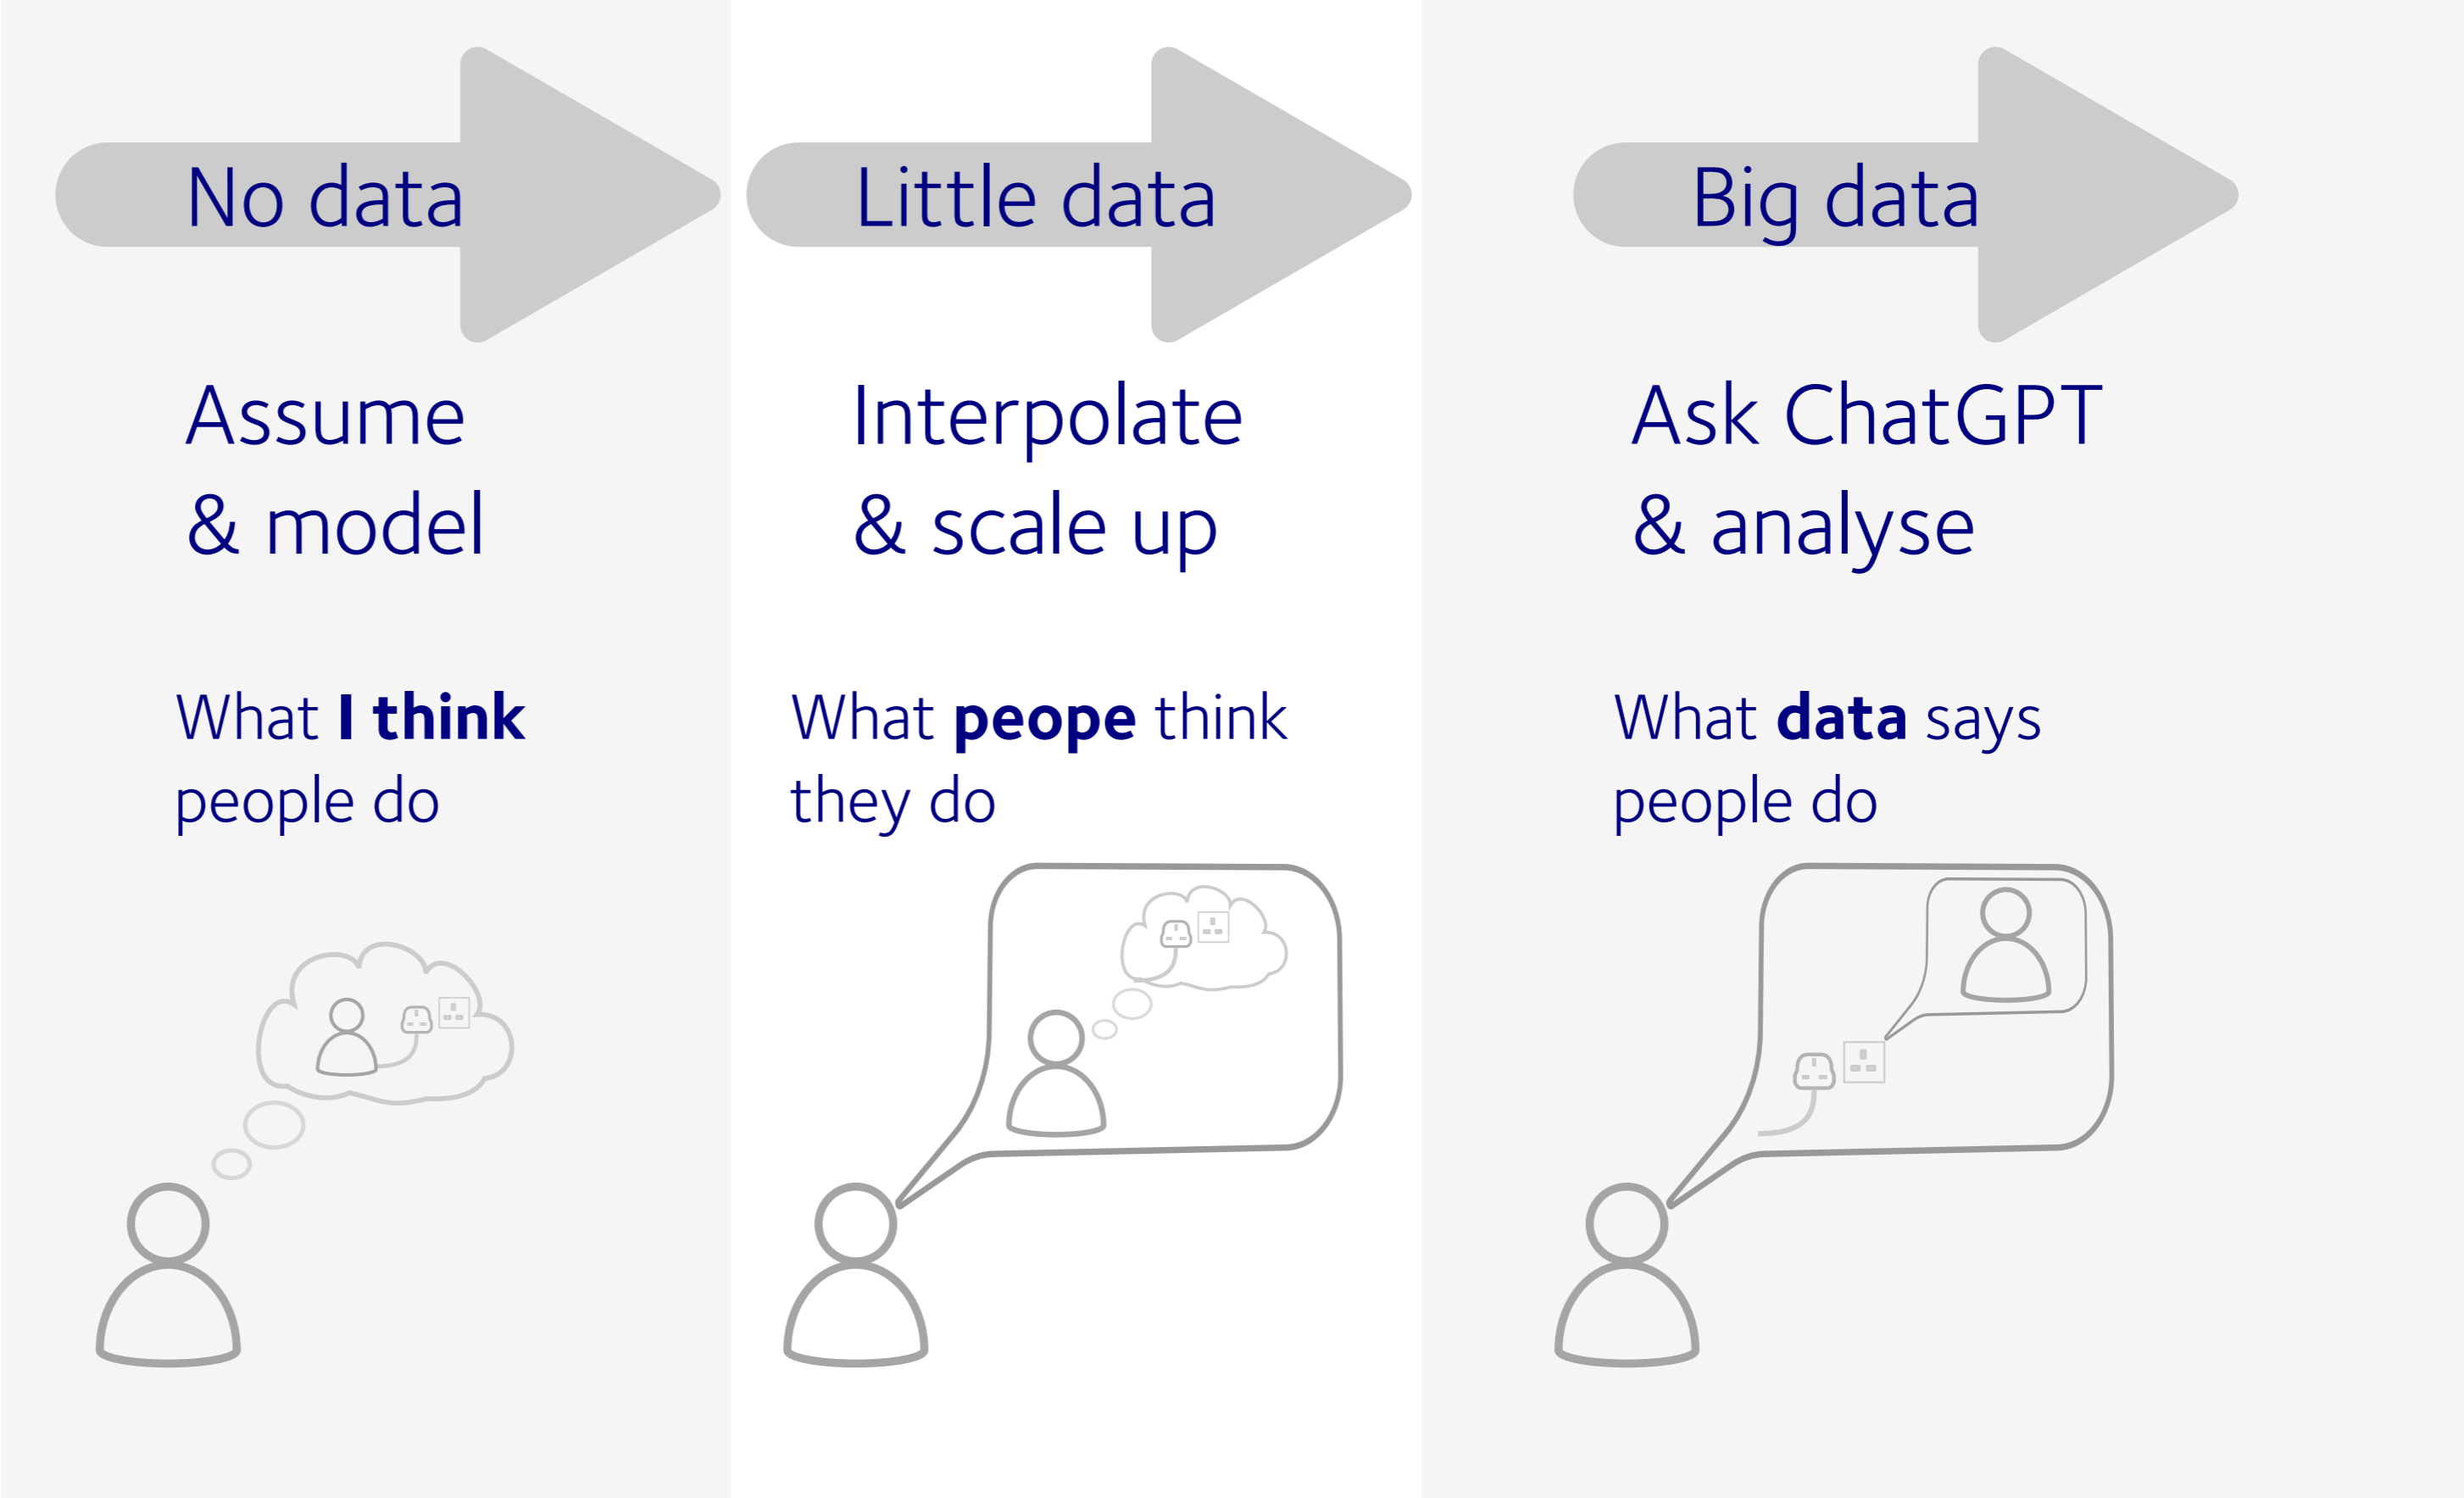 No data
Assume
& model
What I think
people do
Little data
Interpolate
& scale up
What peope think
they do
Big data
Ask ChatGPT
& analyse
What data says
people do